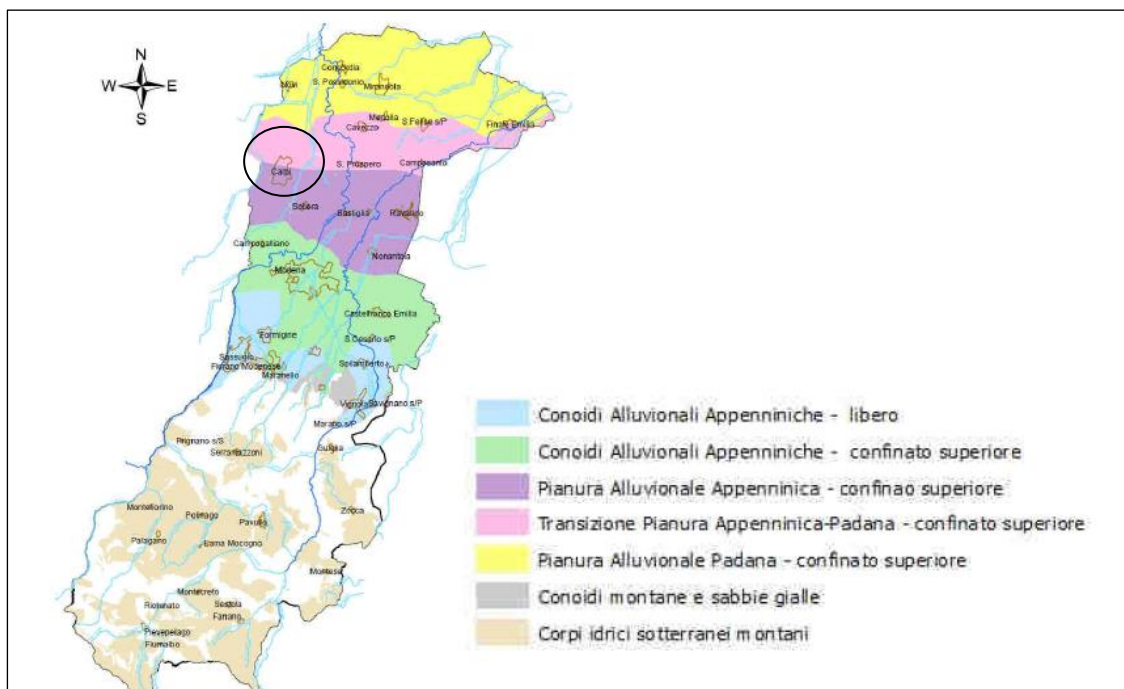 N
W E
S
Concordia
S. Possidonio
Mirandola
Medolla
S.Felice s/P
Cavezzo
Finale Emilia
S. Prospero
Camposanto
Carpi
Soliera
Bastiglia
Ravarino
Nonantola
Campogalliano
Modena
Castelfranco Emilia
Formigine
S.Cesario s/P
Sassuolo
Fiorano Modenese
Spilamberto
Maranello
Vignola
Savignano s/P
Marano s/P
Prignano s/S
Serramazzoni
Guiglia
Montefiorino
Polinago
Pavullo
Zocca
Palagano
Lama Mocogno
Montese
Montecreto
Riolunato
Sestola
Fanano
Pievepelago
Fiumalbo
Conoidi Alluvionali Appenniniche - libero
Conoidi Alluvionali Appenniniche - confinato superiore
Pianura Alluvionale Appenninica - confinao superiore
Transizione Pianura Appenninica-Padana - confinato superiore
Pianura Alluvionale Padana - confinato superiore
Conoidi montane e sabbie gialle
Corpi idrici sotterranei montani